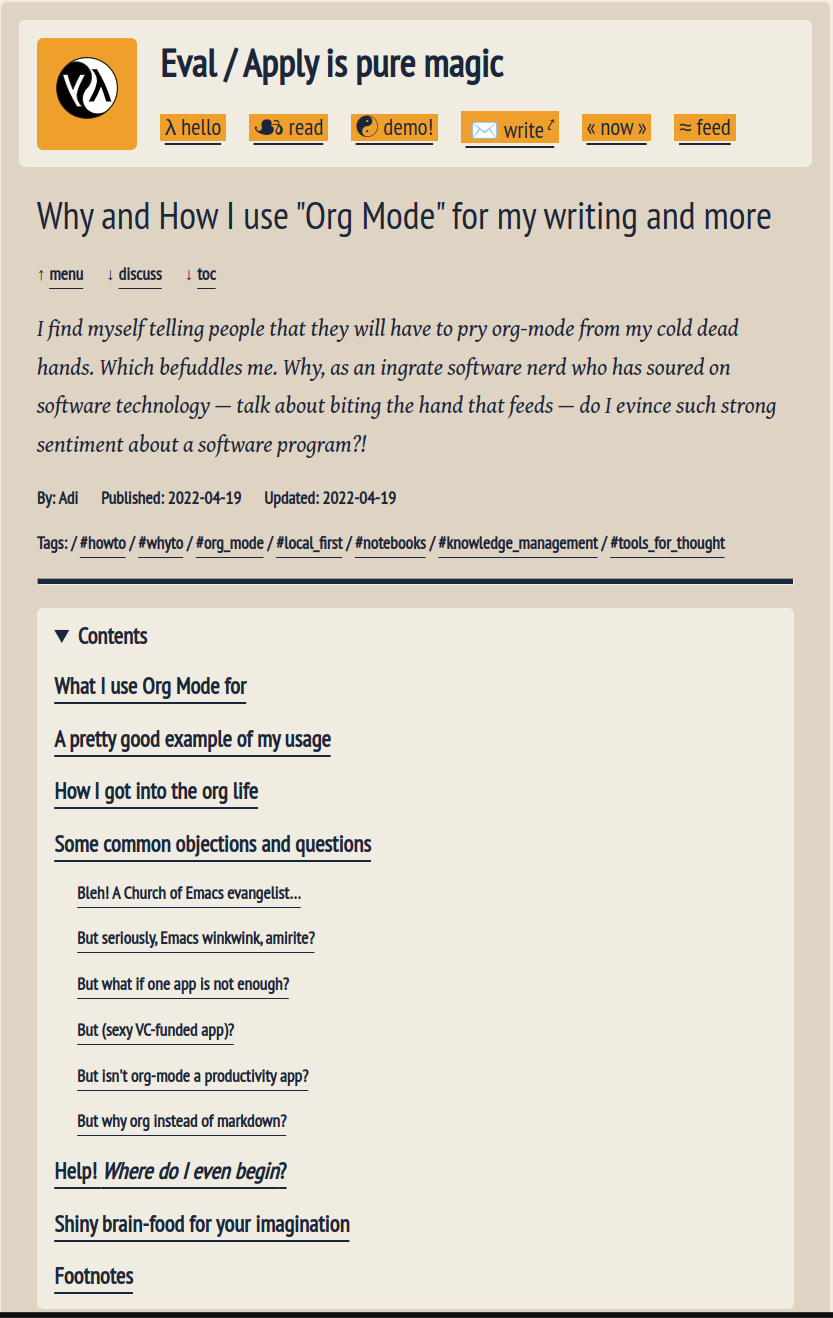 Eval / Apply is pure magic
λ hello read demo! write « now » ≈ feed
Why and How I use "Org Mode" for my writing and more
↑ menu ↓ discuss ↓ toc
I find myself telling people that they will have to pry org-mode from my cold dead
hands. Which befuddles me. Why, as an ingrate software nerd who has soured on
software technology — talk about biting the hand that feeds — do I evince such strong
sentiment about a software program?!
By: Adi Published: 2022-04-19 Updated: 2022-04-19
Tags: / #howto / #whyto / #org_mode / #local_first / #notebooks / #knowledge_management / #tools_for_thought
▼ Contents
What I use Org Mode for
A pretty good example of my usage
How I got into the org life
Some common objections and questions
Bleh! A Church of Emacs evangelist...
But seriously, Emacs winkwink, amirite?
But what if one app is not enough?
But (sexy VC-funded app)?
But isn't org-mode a productivity app?
But why org instead of markdown?
Help! Where do I even begin?
Shiny brain-food for your imagination
Footnotes